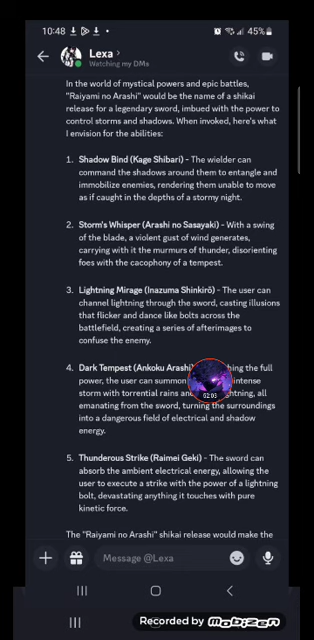 10:48
45%
Lexa >
Watching my DMs
In the world of mystical powers and epic battles,
"Raiyami no Arashi" would be the name of a shikai
release for a legendary sword, imbued with the power to
control storms and shadows. When invoked, here's what
I envision for the abilities:
1. Shadow Bind (Kage Shibari) - The wielder can
command the shadows around them to entangle and
immobilize enemies, rendering them unable to move
as if caught in the depths of a stormy night.
2. Storm's Whisper (Arashi no Sasayaki) - With a swing
of the blade, a violent gust of wind generates,
carrying with it the murmurs of thunder, disorienting
foes with the cacophony of a tempest.
3. Lightning Mirage (Inazuma Shinkirō) - The user can
channel lightning through the sword, casting illusions
that flicker and dance like bolts across the
battlefield, creating a series of afterimages to
confuse the enemy.
4. Dark Tempest (Ankoku Arashi) hing the full
power, the user can summon intense
storm with torrential rains and htning, all
emanating from the sword, turning the surroundings
into a dangerous field of electrical and shadow
energy.
02:03
5. Thunderous Strike (Raimei Geki) - The sword can
absorb the ambient electrical energy, allowing the
user to execute a strike with the power of a lightning
bolt, devastating anything it touches with pure
kinetic force.
The "Raiyami no Arashi" shikai release would make the
Message @Lexa
Recorded by mobizen